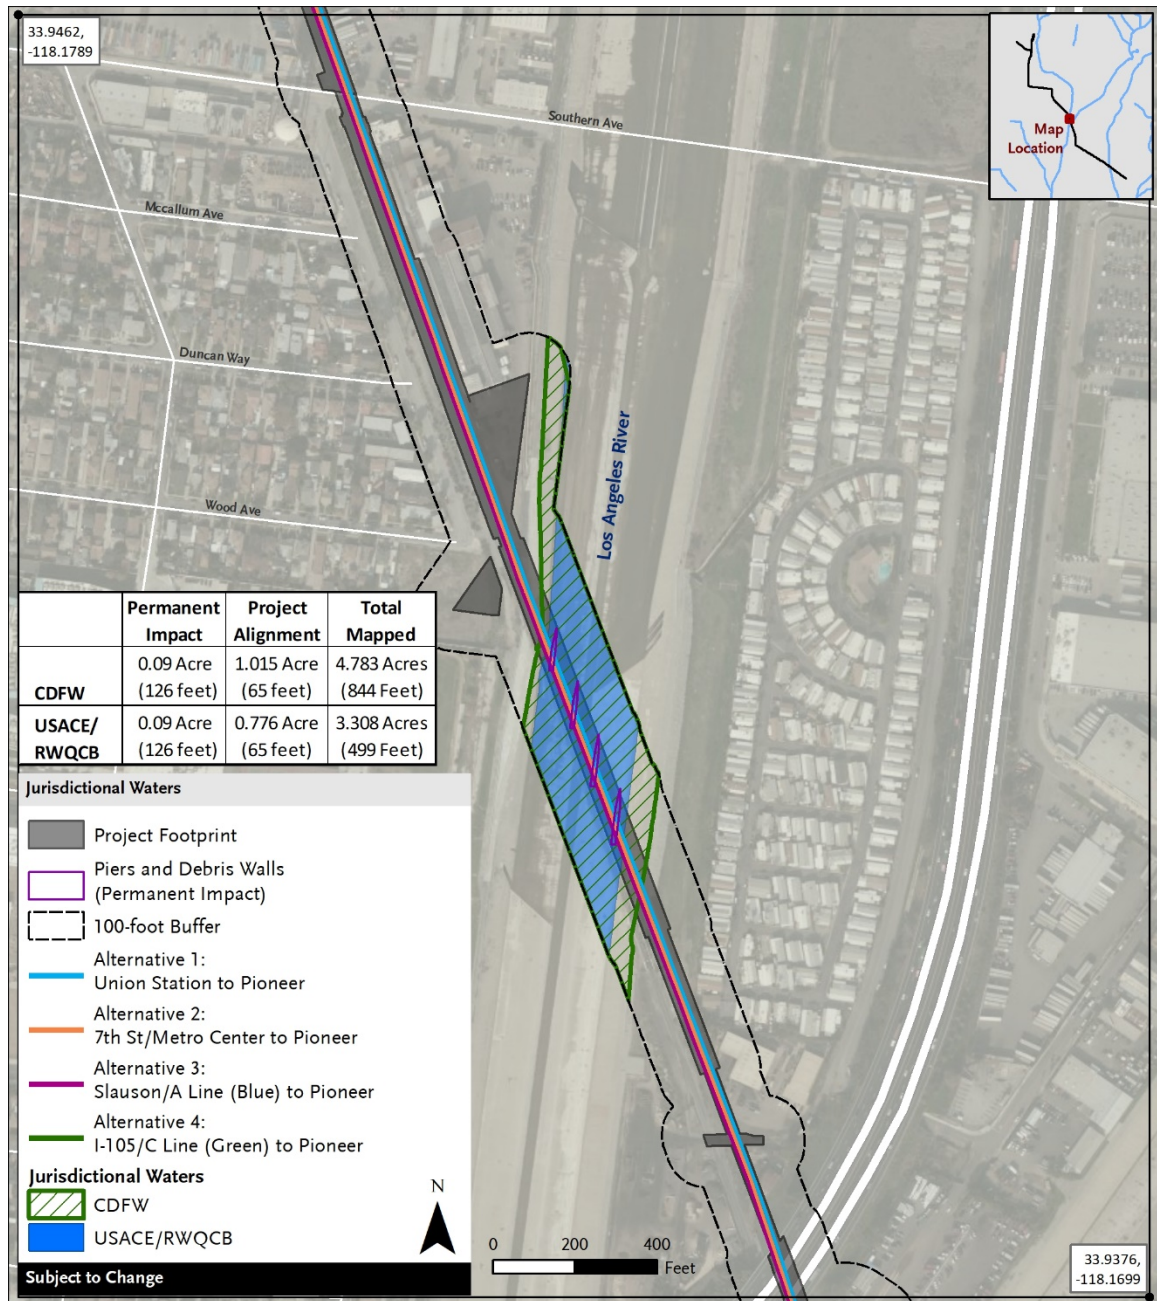 33.9462,
-118.1789
Southern Ave
Map
Location
Mccallum Ave
Duncan Way
Los Angeles River
Wood Ave
Permanent Impact Project Alignment Total Mapped
CDFW 0.09 Acre (126 feet) 1.015 Acre (65 feet) 4.783 Acres (844 Feet)
USACE/ RWQCB 0.09 Acre (126 feet) 0.776 Acre (65 feet) 3.308 Acres (499 Feet)
Jurisdictional Waters
Project Footprint
Piers and Debris Walls
(Permanent Impact)
100-foot Buffer
Alternative 1:
Union Station to Pioneer
Alternative 2:
7th St/Metro Center to Pioneer
Alternative 3:
Slauson/A Line (Blue) to Pioneer
Alternative 4:
I-105/C Line (Green) to Pioneer
Jurisdictional Waters
CDFW
USACE/RWQCB
Subject to Change
N
0 200 400
Feet
33.9376,
-118.1699